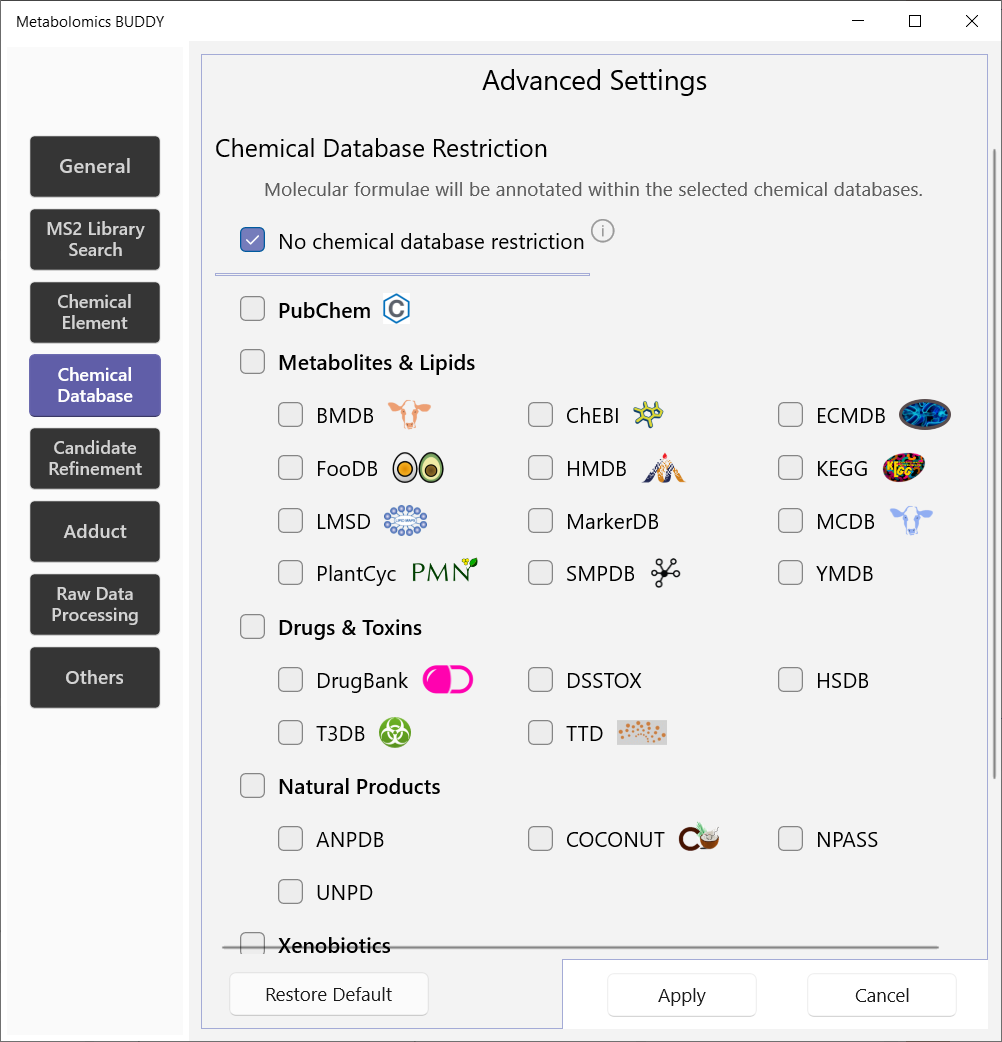 Metabolomics BUDDY
Advanced Settings
General
MS2 Library
Search
Chemical
Element
Chemical
Database
Candidate
Refinement
Adduct
Raw Data
Processing
Others
Chemical Database Restriction
Molecular formulae will be annotated within the selected chemical databases.
No chemical database restriction
PubChem
Metabolites & Lipids
BMDB ChEBI ECMDB
FooDB HMDB KEGG KEGG
LMSD LIPID MAPS MarkerDB MCDB
PlantCyc PMN SMPDB YMDB
Drugs & Toxins
DrugBank DSSTOX HSDB
T3DB TTD
Natural Products
ANPDB COCONUT NPASS
UNPD
Xenobiotics
Restore Default Apply Cancel